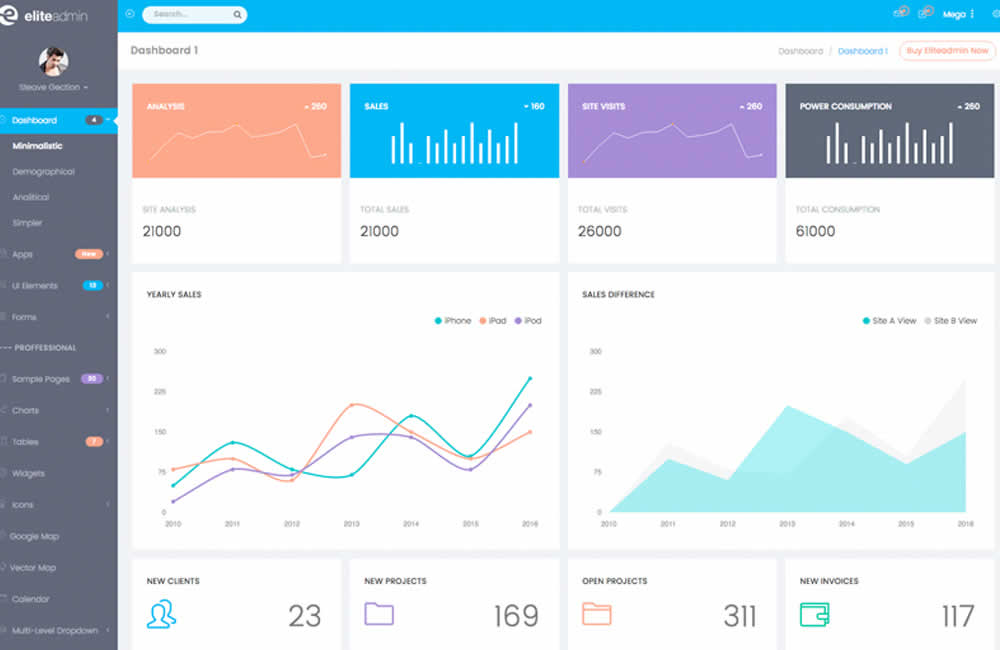 eliteadmin
Search...
Mega
Steave Gection
Dashboard 4
Minimalistic
Demographical
Analitical
Simpler
Apps New
UI Elements 13
Forms
--- PROFFESSIONAL
Sample Pages 30
Charts
Tables 7
Widgets
Icons
Google Map
Vector Map
Calendar
Multi-Level Dropdown
Dashboard 1
Dashboard / Dashboard 1
Buy Eliteadmin Now
ANALYSIS 260
SITE ANALYSIS
21000
SALES 160
TOTAL SALES
21000
SITE VISITS 260
TOTAL VISITS
26000
POWER CONSUMPTION 260
TOTAL CONSUMPTION
61000
YEARLY SALES
iPhone iPad iPod
300
225
150
75
0
2010 2011 2012 2013 2014 2015 2016
SALES DIFFERENCE
Site A View Site B View
300
225
150
75
0
2010 2011 2012 2013 2014 2015 2016
NEW CLIENTS
23
NEW PROJECTS
169
OPEN PROJECTS
311
NEW INVOICES
117